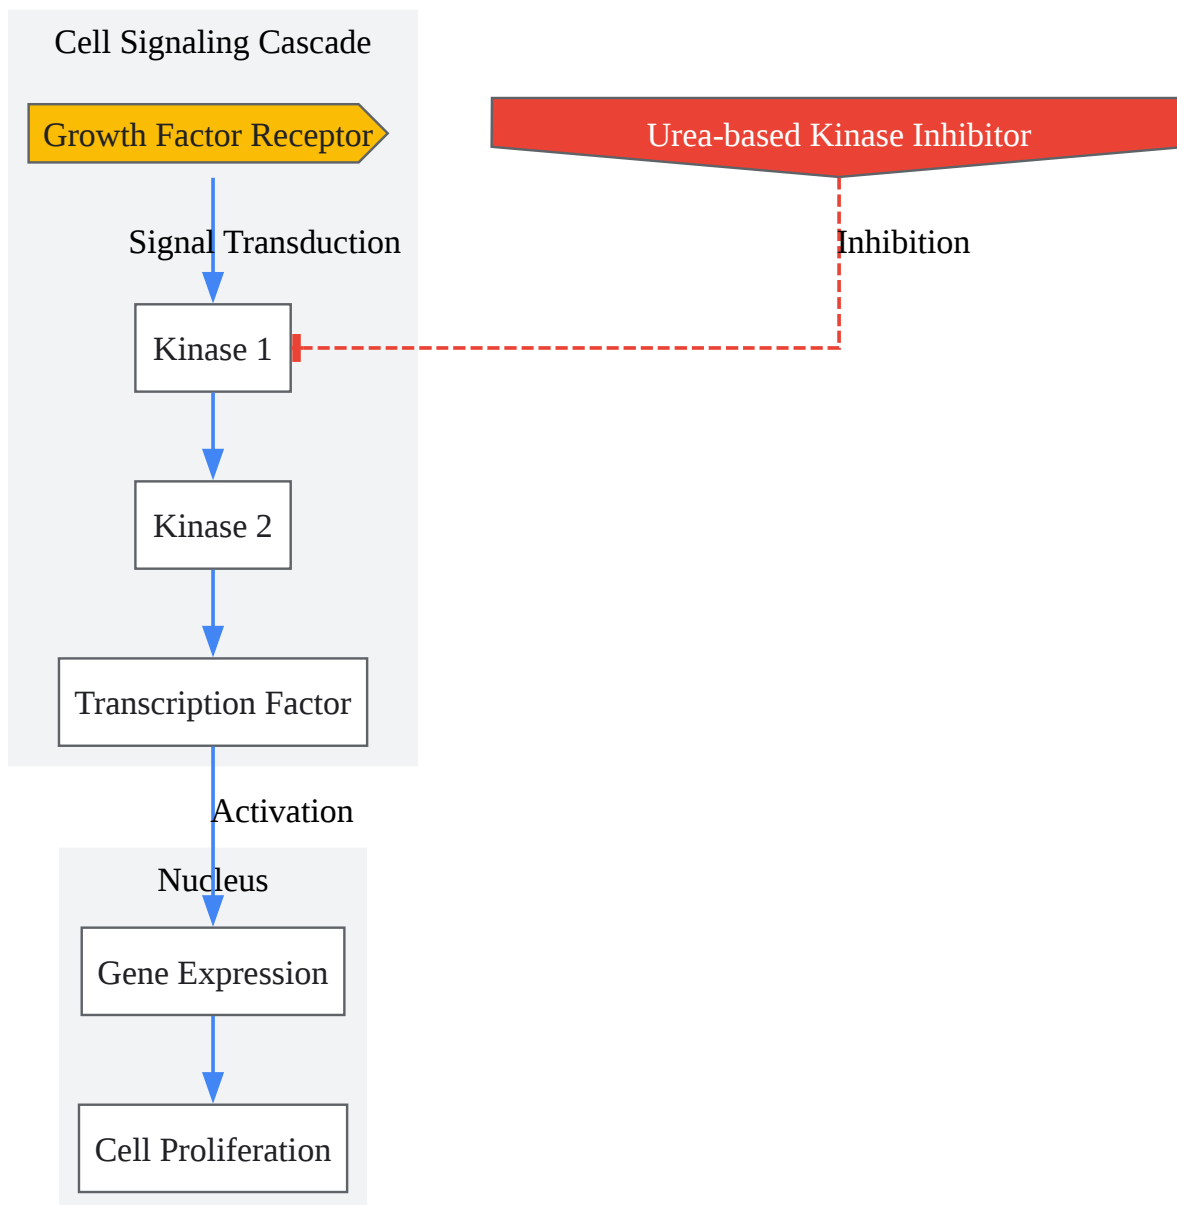 Cell Signaling Cascade
Growth Factor Receptor
Urea-based Kinase Inhibitor
Signal Transduction
Inhibition
Kinase 1
Kinase 2
Transcription Factor
Activation
Nucleus
Gene Expression
Cell Proliferation